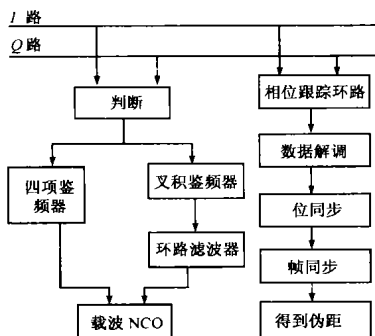 I 路
Q 路
判断
相位跟踪环路
四项鉴
频器
叉积鉴频器
数据解调
位同步
环路滤波器
帧同步
载波 NCO
得到伪距